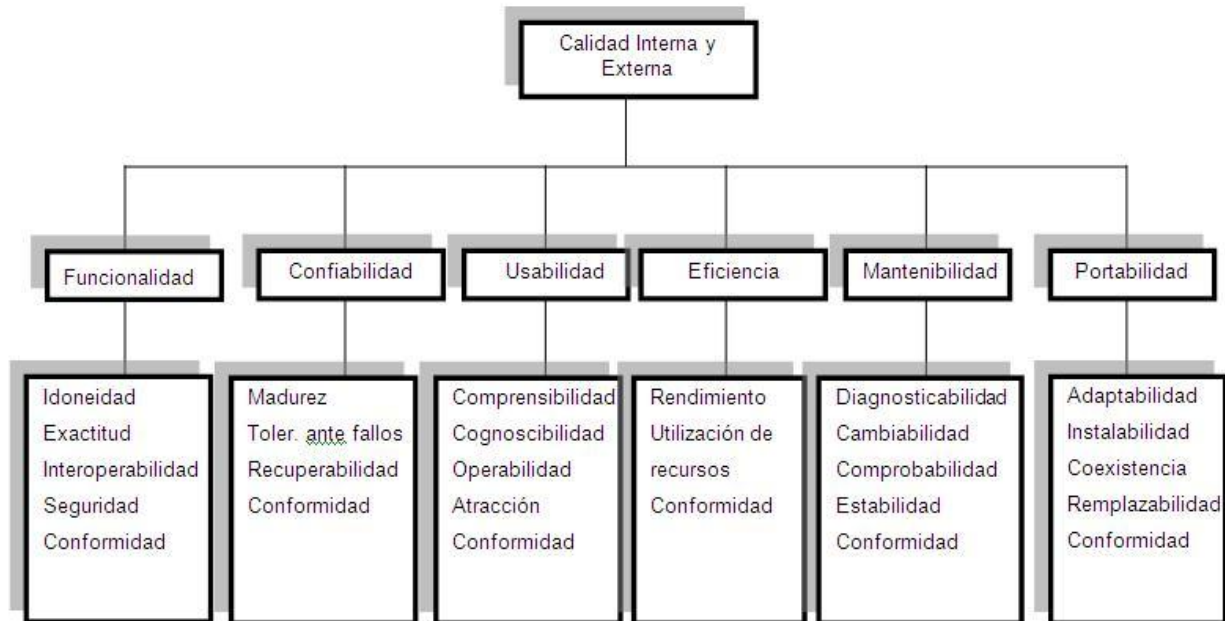 Calidad Interna y
Externa
Funcionalidad
Confiabilidad
Usabilidad
Eficiencia
Mantenibilidad
Portabilidad
Idoneidad
Exactitud
Interoperabilidad
Seguridad
Conformidad
Madurez
Toler. ante fallos
Recuperabilidad
Conformidad
Comprensibilidad
Cognoscibilidad
Operabilidad
Atracción
Conformidad
Rendimiento
Utilización de
recursos
Conformidad
Diagnosticabilidad
Cambiabilidad
Comprobabilidad
Estabilidad
Conformidad
Adaptabilidad
Instalabilidad
Coexistencia
Remplazabilidad
Conformidad